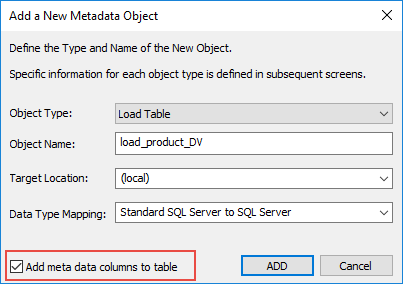 Add a New Metadata Object
Define the Type and Name of the New Object.
Specific information for each object type is defined in subsequent screens.
Object Type: Load Table
Object Name: load_product_DV
Target Location: (local)
Data Type Mapping: Standard SQL Server to SQL Server
Add meta data columns to table ADD Cancel